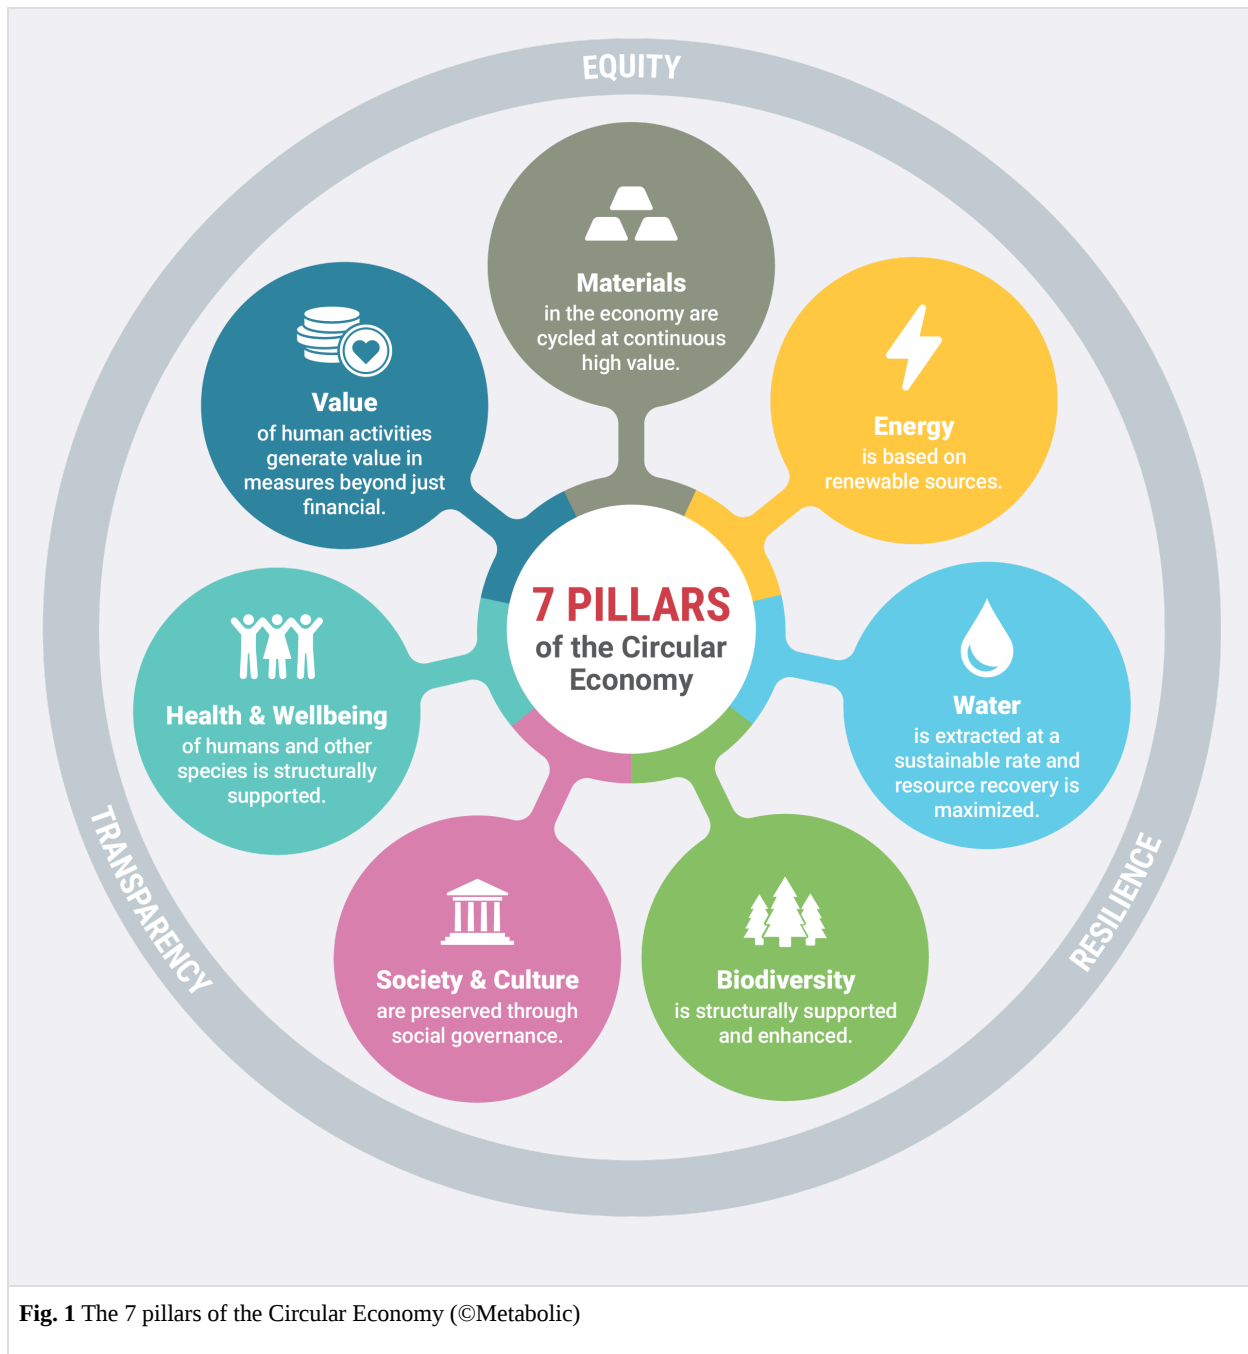 EQUITY
Materials
in the economy are
cycled at continuous
high value.
Energy
is based on
renewable sources.
Water
is extracted at a
sustainable rate and
resource recovery is
maximized.
Biodiversity
is structurally supported
and enhanced.
Society & Culture
are preserved through
social governance.
Health & Wellbeing
of humans and other
species is structurally
supported.
Value
of human activities
generate value in
measures beyond just
financial.
7 PILLARS
of the Circular
Economy
RESILIENCE
TRANSPARENCY
Fig. 1 The 7 pillars of the Circular Economy (©Metabolic)